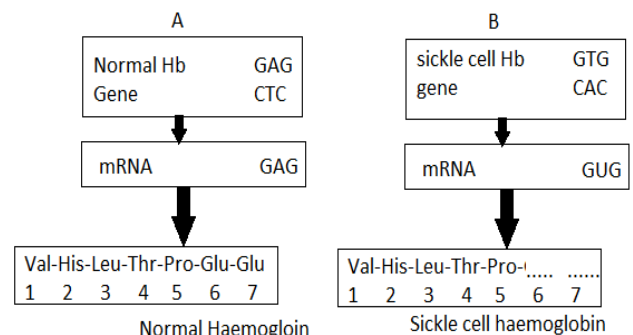 A
Normal Hb GAG
Gene CTC
mRNA GAG
Val-His-Leu-Thr-Pro-Glu-Glu
1 2 3 4 5 6 7
Normal Haemogloin
B
sickle cell Hb GTG
gene CAC
mRNA GUG
Val-His-Leu-Thr-Pro-..... ......
1 2 3 4 5 6 7
Sickle cell haemoglobin